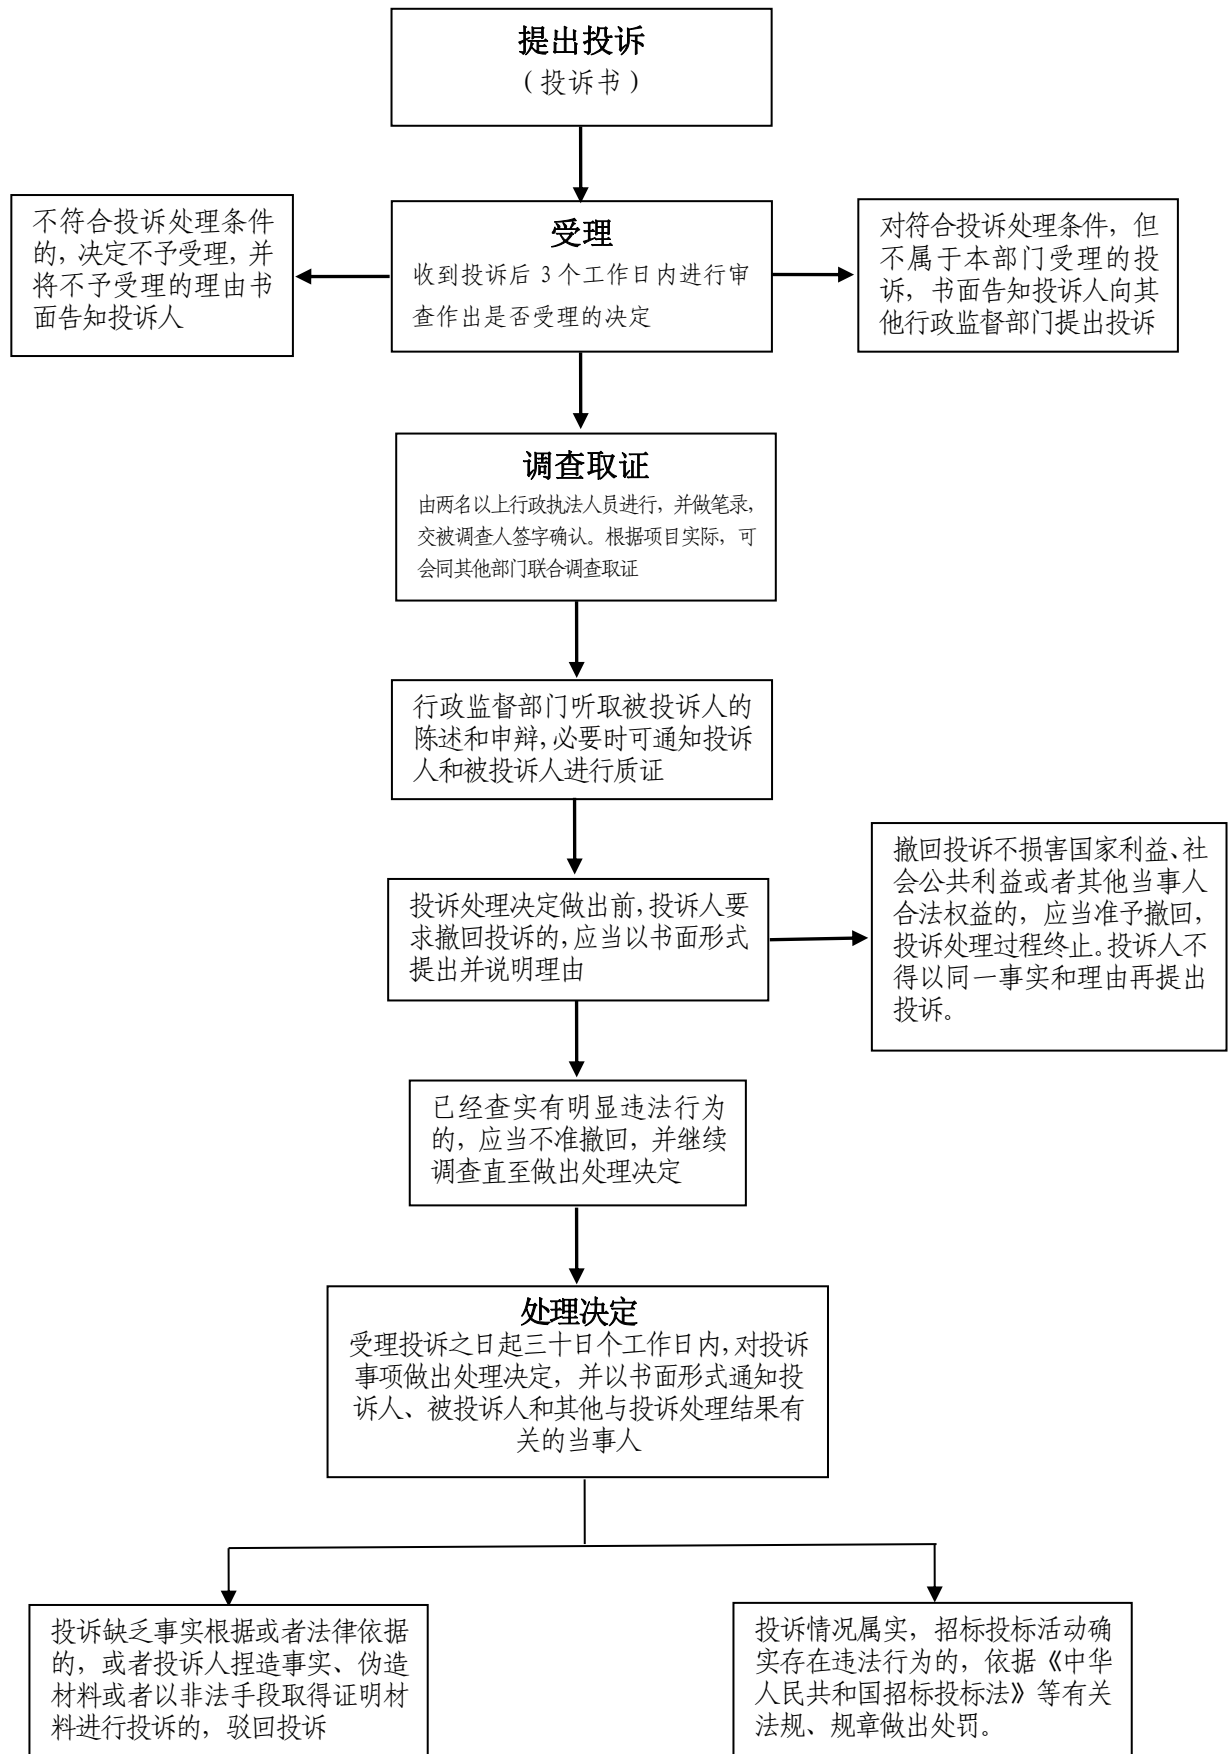 提出投诉
（投诉书）
不符合投诉处理条件
的，决定不予受理，并
将不予受理的理由书
面告知投诉人
受理
收到投诉后 3 个工作日内进行审
查作出是否受理的决定
对符合投诉处理条件，但
不属于本部门受理的投
诉，书面告知投诉人向其
他行政监督部门提出投诉
调查取证
由两名以上行政执法人员进行，并做笔录，
交被调查人签字确认。根据项目实际，可
会同其他部门联合调查取证
行政监督部门听取被投诉人的
陈述和申辩，必要时可通知投诉
人和被投诉人进行质证
投诉处理决定做出前，投诉人要
求撤回投诉的，应当以书面形式
提出并说明理由
撤回投诉不损害国家利益、社
会公共利益或者其他当事人
合法权益的，应当准予撤回，
投诉处理过程终止。投诉人不
得以同一事实和理由再提出
投诉。
已经查实有明显违法行为
的，应当不准撤回，并继续
调查直至做出处理决定
处理决定
受理投诉之日起三十日个工作日内，对投诉
事项做出处理决定，并以书面形式通知投
诉人、被投诉人和其他与投诉处理结果有
关的当事人
投诉缺乏事实根据或者法律依据
的，或者投诉人捏造事实、伪造
材料或者以非法手段取得证明材
料进行投诉的，驳回投诉
投诉情况属实，招标投标活动确
实存在违法行为的，依据《中华
人民共和国招标投标法》等有关
法规、规章做出处罚。